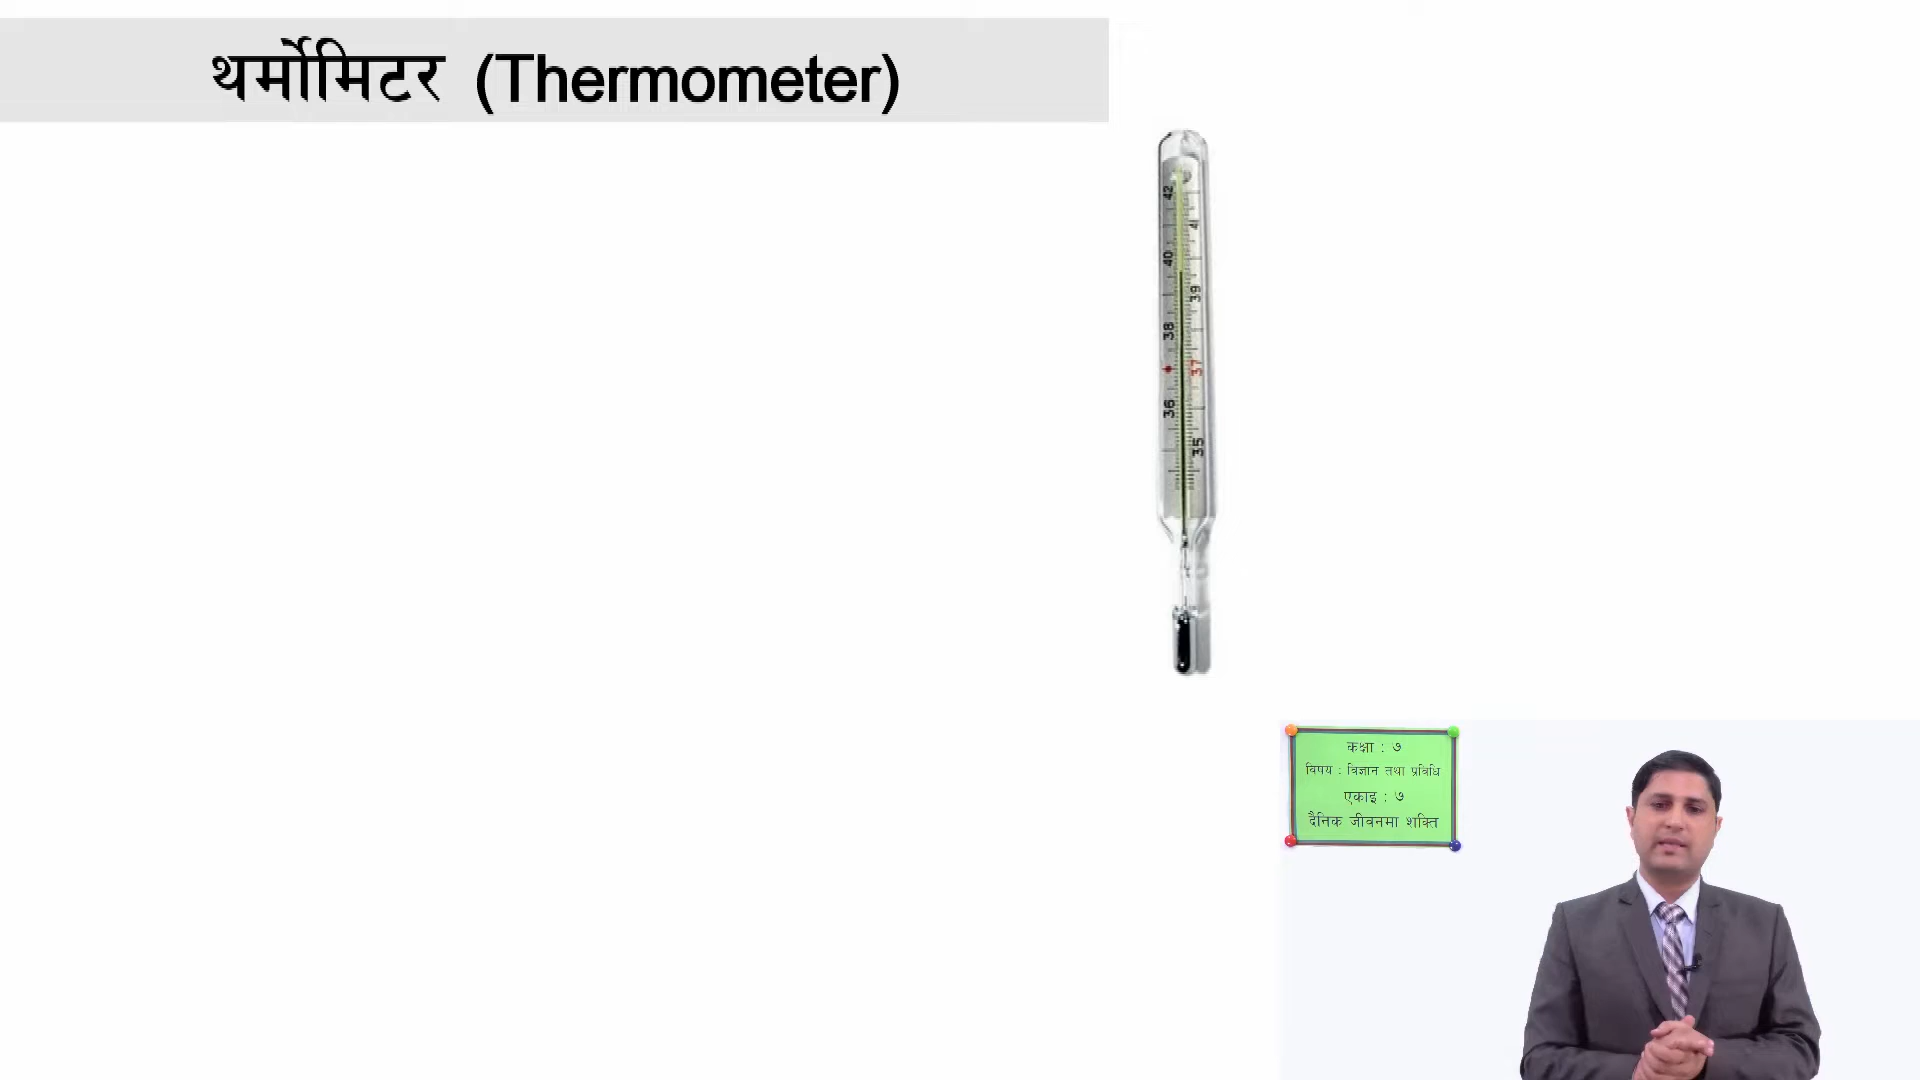 थर्मोमिटर (Thermometer)
42
41
40
39
38
37
36
35
कक्षा : ७
विषय : विज्ञान तथा प्रविधि
एकाइ : ७
दैनिक जीवनमा शक्ति